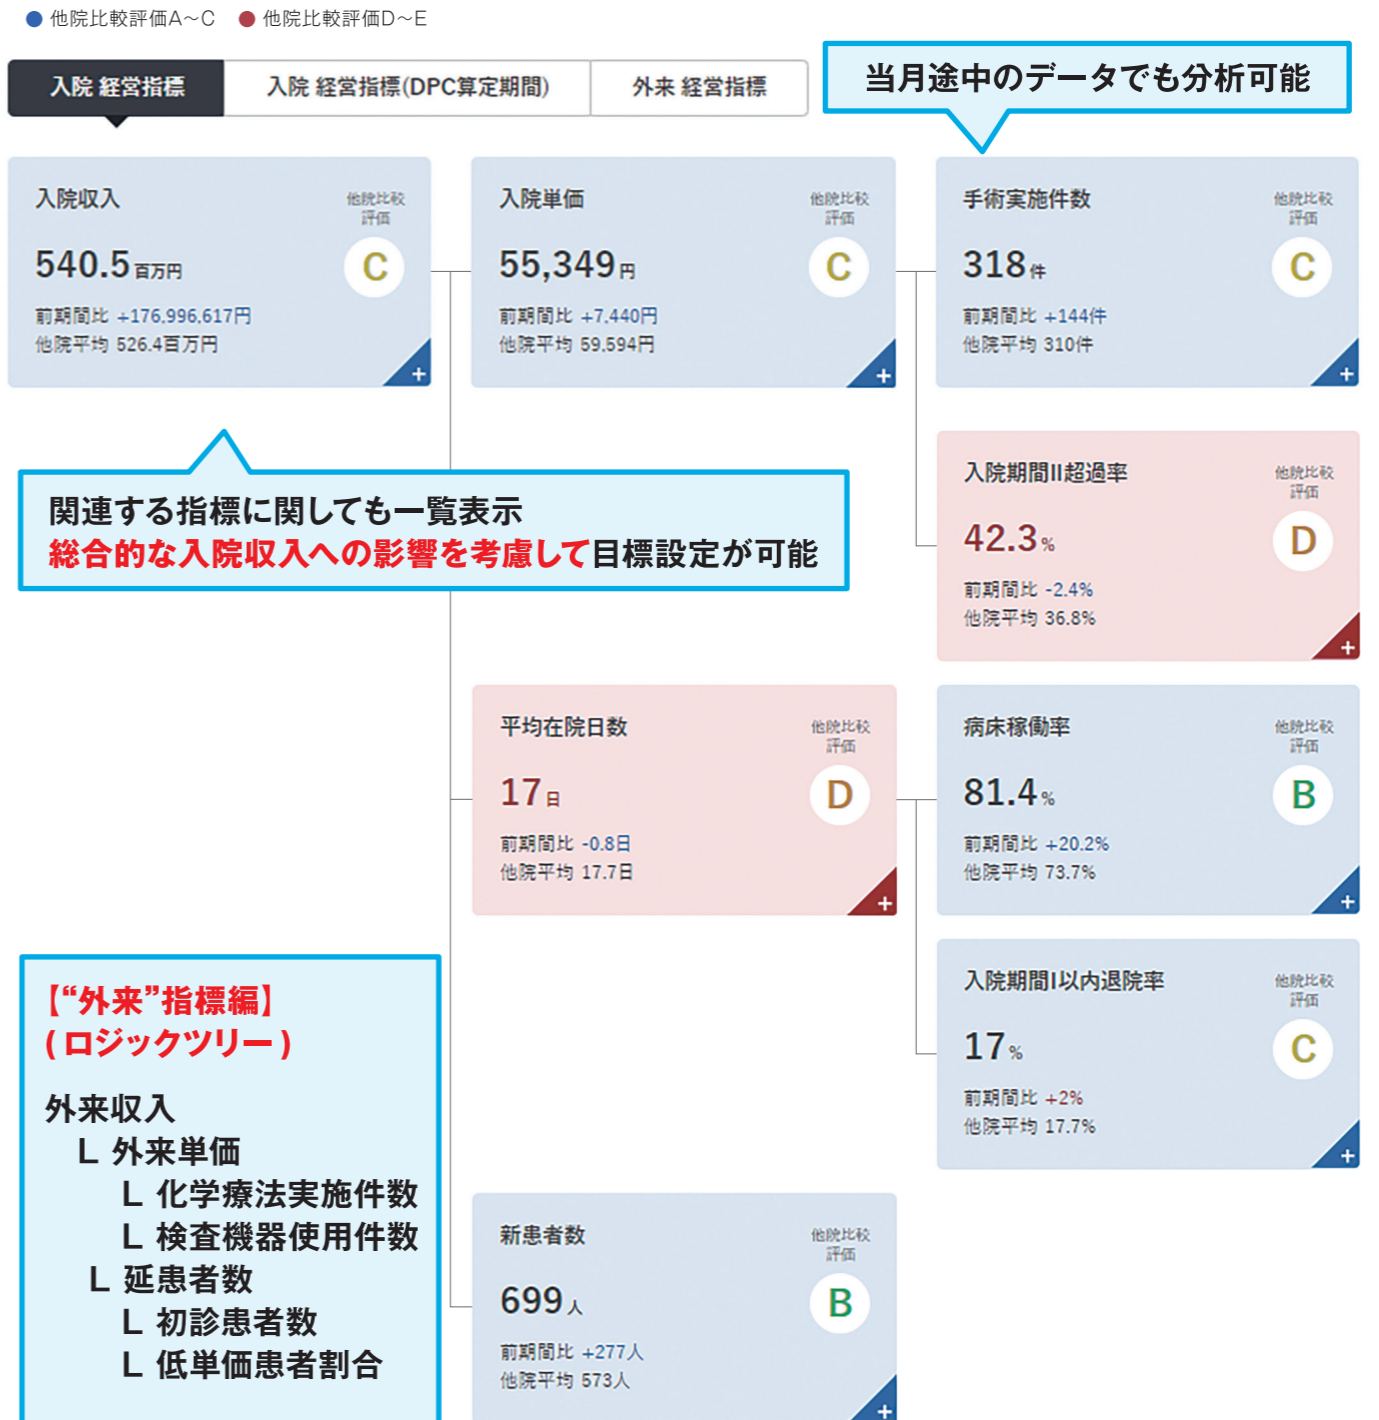 他院比較評価A～C
他院比較評価D～E
入院 経営指標
入院 経営指標(DPC算定期間)
外来 経営指標
当月途中のデータでも分析可能
入院収入
他院比較
評価
540.5百万円
C
前期間比 +176,996,617円
他院平均 526.4百万円
+
入院単価
他院比較
評価
55,349円
C
前期間比 +7,440円
他院平均 59,594円
+
手術実施件数
他院比較
評価
318件
C
前期間比 +144件
他院平均 310件
+
関連する指標に関しても一覧表示
総合的な入院収入への影響を考慮して目標設定が可能
入院期間II超過率
他院比較
評価
42.3%
D
前期間比 -2.4%
他院平均 36.8%
+
平均在院日数
他院比較
評価
17日
D
前期間比 -0.8日
他院平均 17.7日
+
病床稼働率
他院比較
評価
81.4%
B
前期間比 +20.2%
他院平均 73.7%
+
入院期間I以内退院率
他院比較
評価
17%
C
前期間比 +2%
他院平均 17.7%
+
【“外来”指標編】
(ロジックツリー)
外来収入
L 外来単価
L 化学療法実施件数
L 検査機器使用件数
L 延患者数
L 初診患者数
L 低単価患者割合
新患者数
他院比較
評価
699人
B
前期間比 +277人
他院平均 573人
+